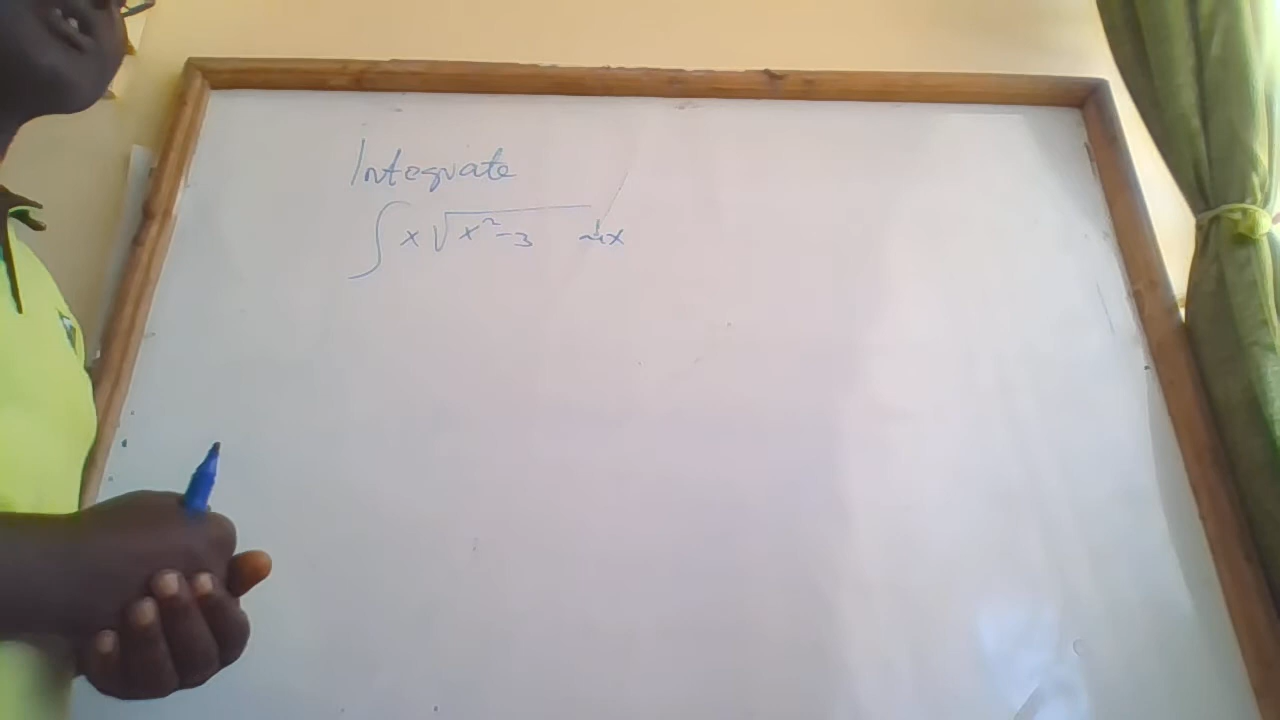 Integrate
∫ x √x²-3 dx